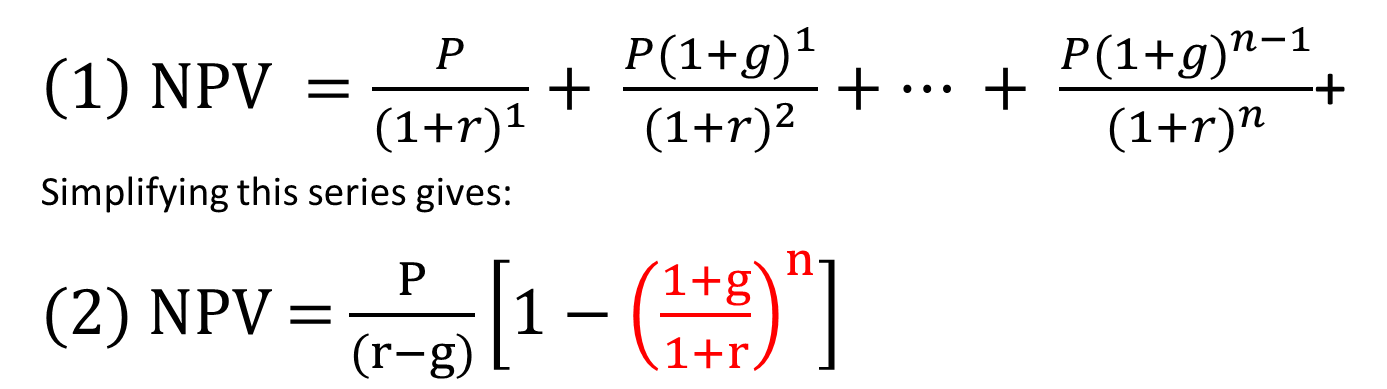 (1) NPV = P/(1+r)^1 + P(1+g)^1/(1+r)^2 + ⋯ + P(1+g)^{n−1}/(1+r)^n +
Simplifying this series gives:
(2) NPV = P/(r−g) [1 − ((1+g)/(1+r))^n]